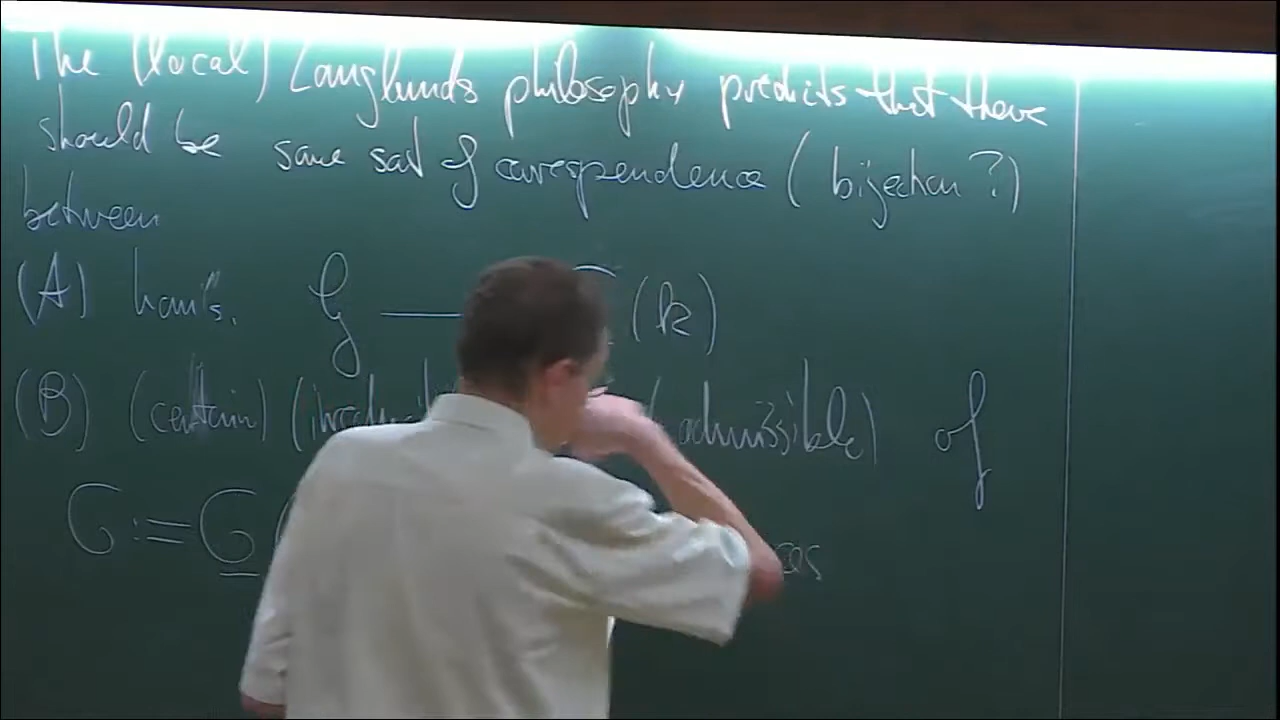 The (local) Langlands philosophy predicts that there
should be some sort of correspondence ( bijection ?)
between
(A) hom's. G — (k)
(B) (certain) (admissible) of
G := G (